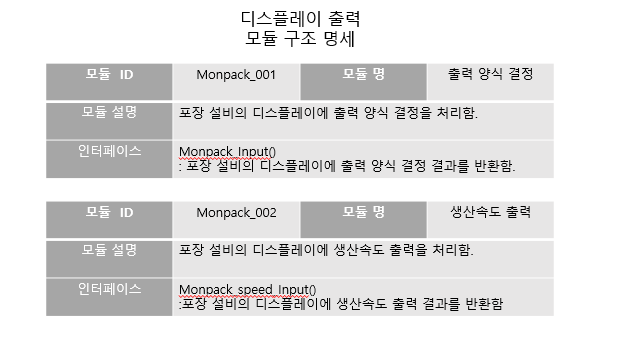 디스플레이 출력
모듈 구조 명세
모듈 ID Monpack_001 모듈 명 출력 양식 결정
모듈 설명 포장 설비의 디스플레이에 출력 양식 결정을 처리함.
인터페이스 Monpack_Input()
: 포장 설비의 디스플레이에 출력 양식 결정 결과를 반환함.
모듈 ID Monpack_002 모듈 명 생산속도 출력
모듈 설명 포장 설비의 디스플레이에 생산속도 출력을 처리함.
인터페이스 Monpack_speed_Input()
:포장 설비의 디스플레이에 생산속도 출력 결과를 반환함